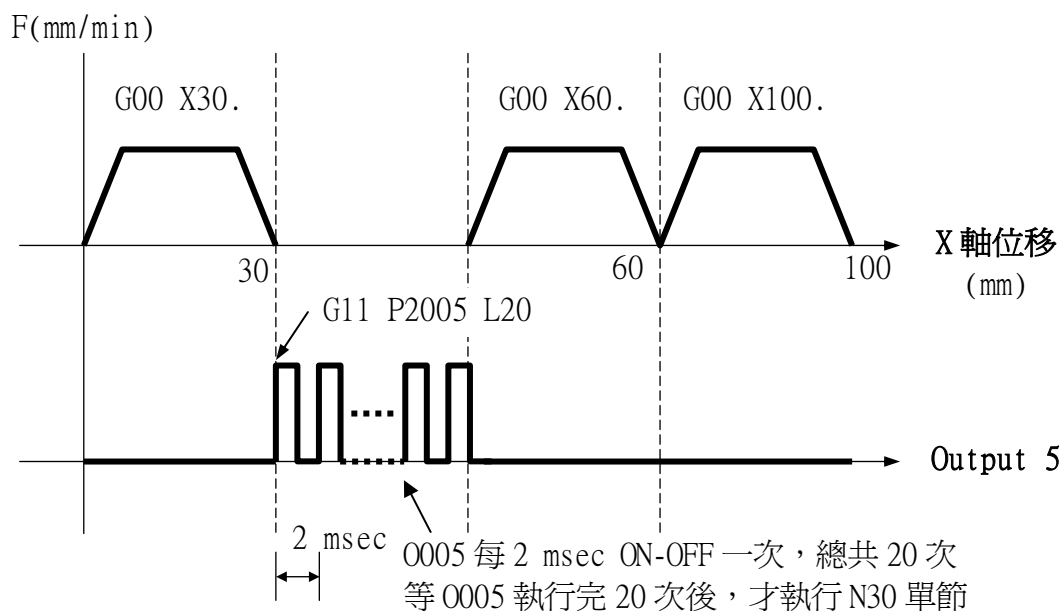 F(mm/min)
G00 X30.
G00 X60.
G00 X100.
30
60
100
X 軸位移
(mm)
G11 P2005 L20
Output 5
2 msec
O005 每 2 msec ON-OFF 一次，總共 20 次
等 O005 執行完 20 次後，才執行 N30 單節